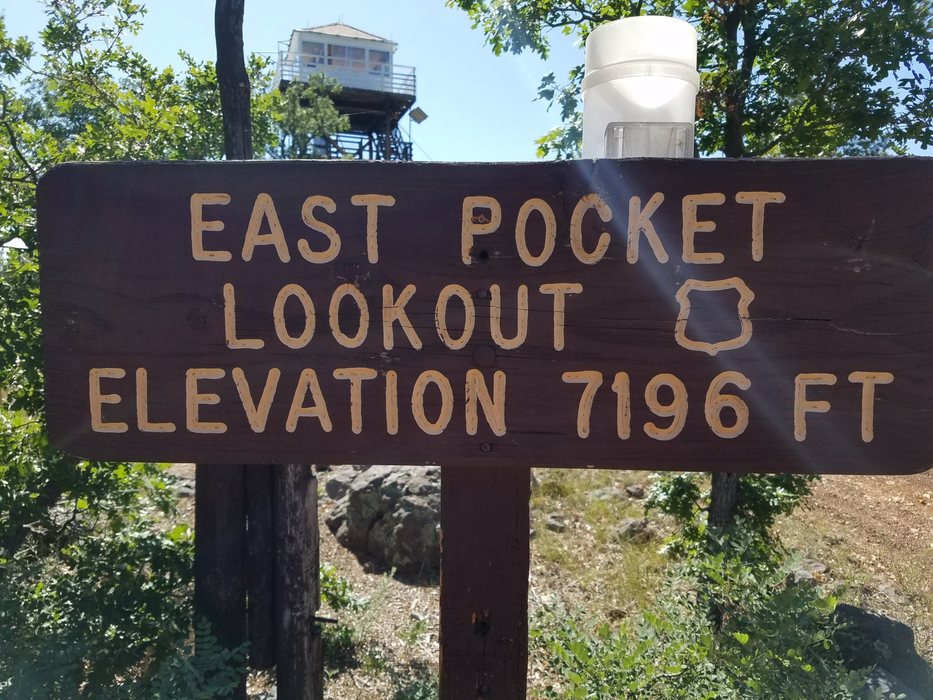 EAST POCKET
LOOKOUT
ELEVATION 7196 FT